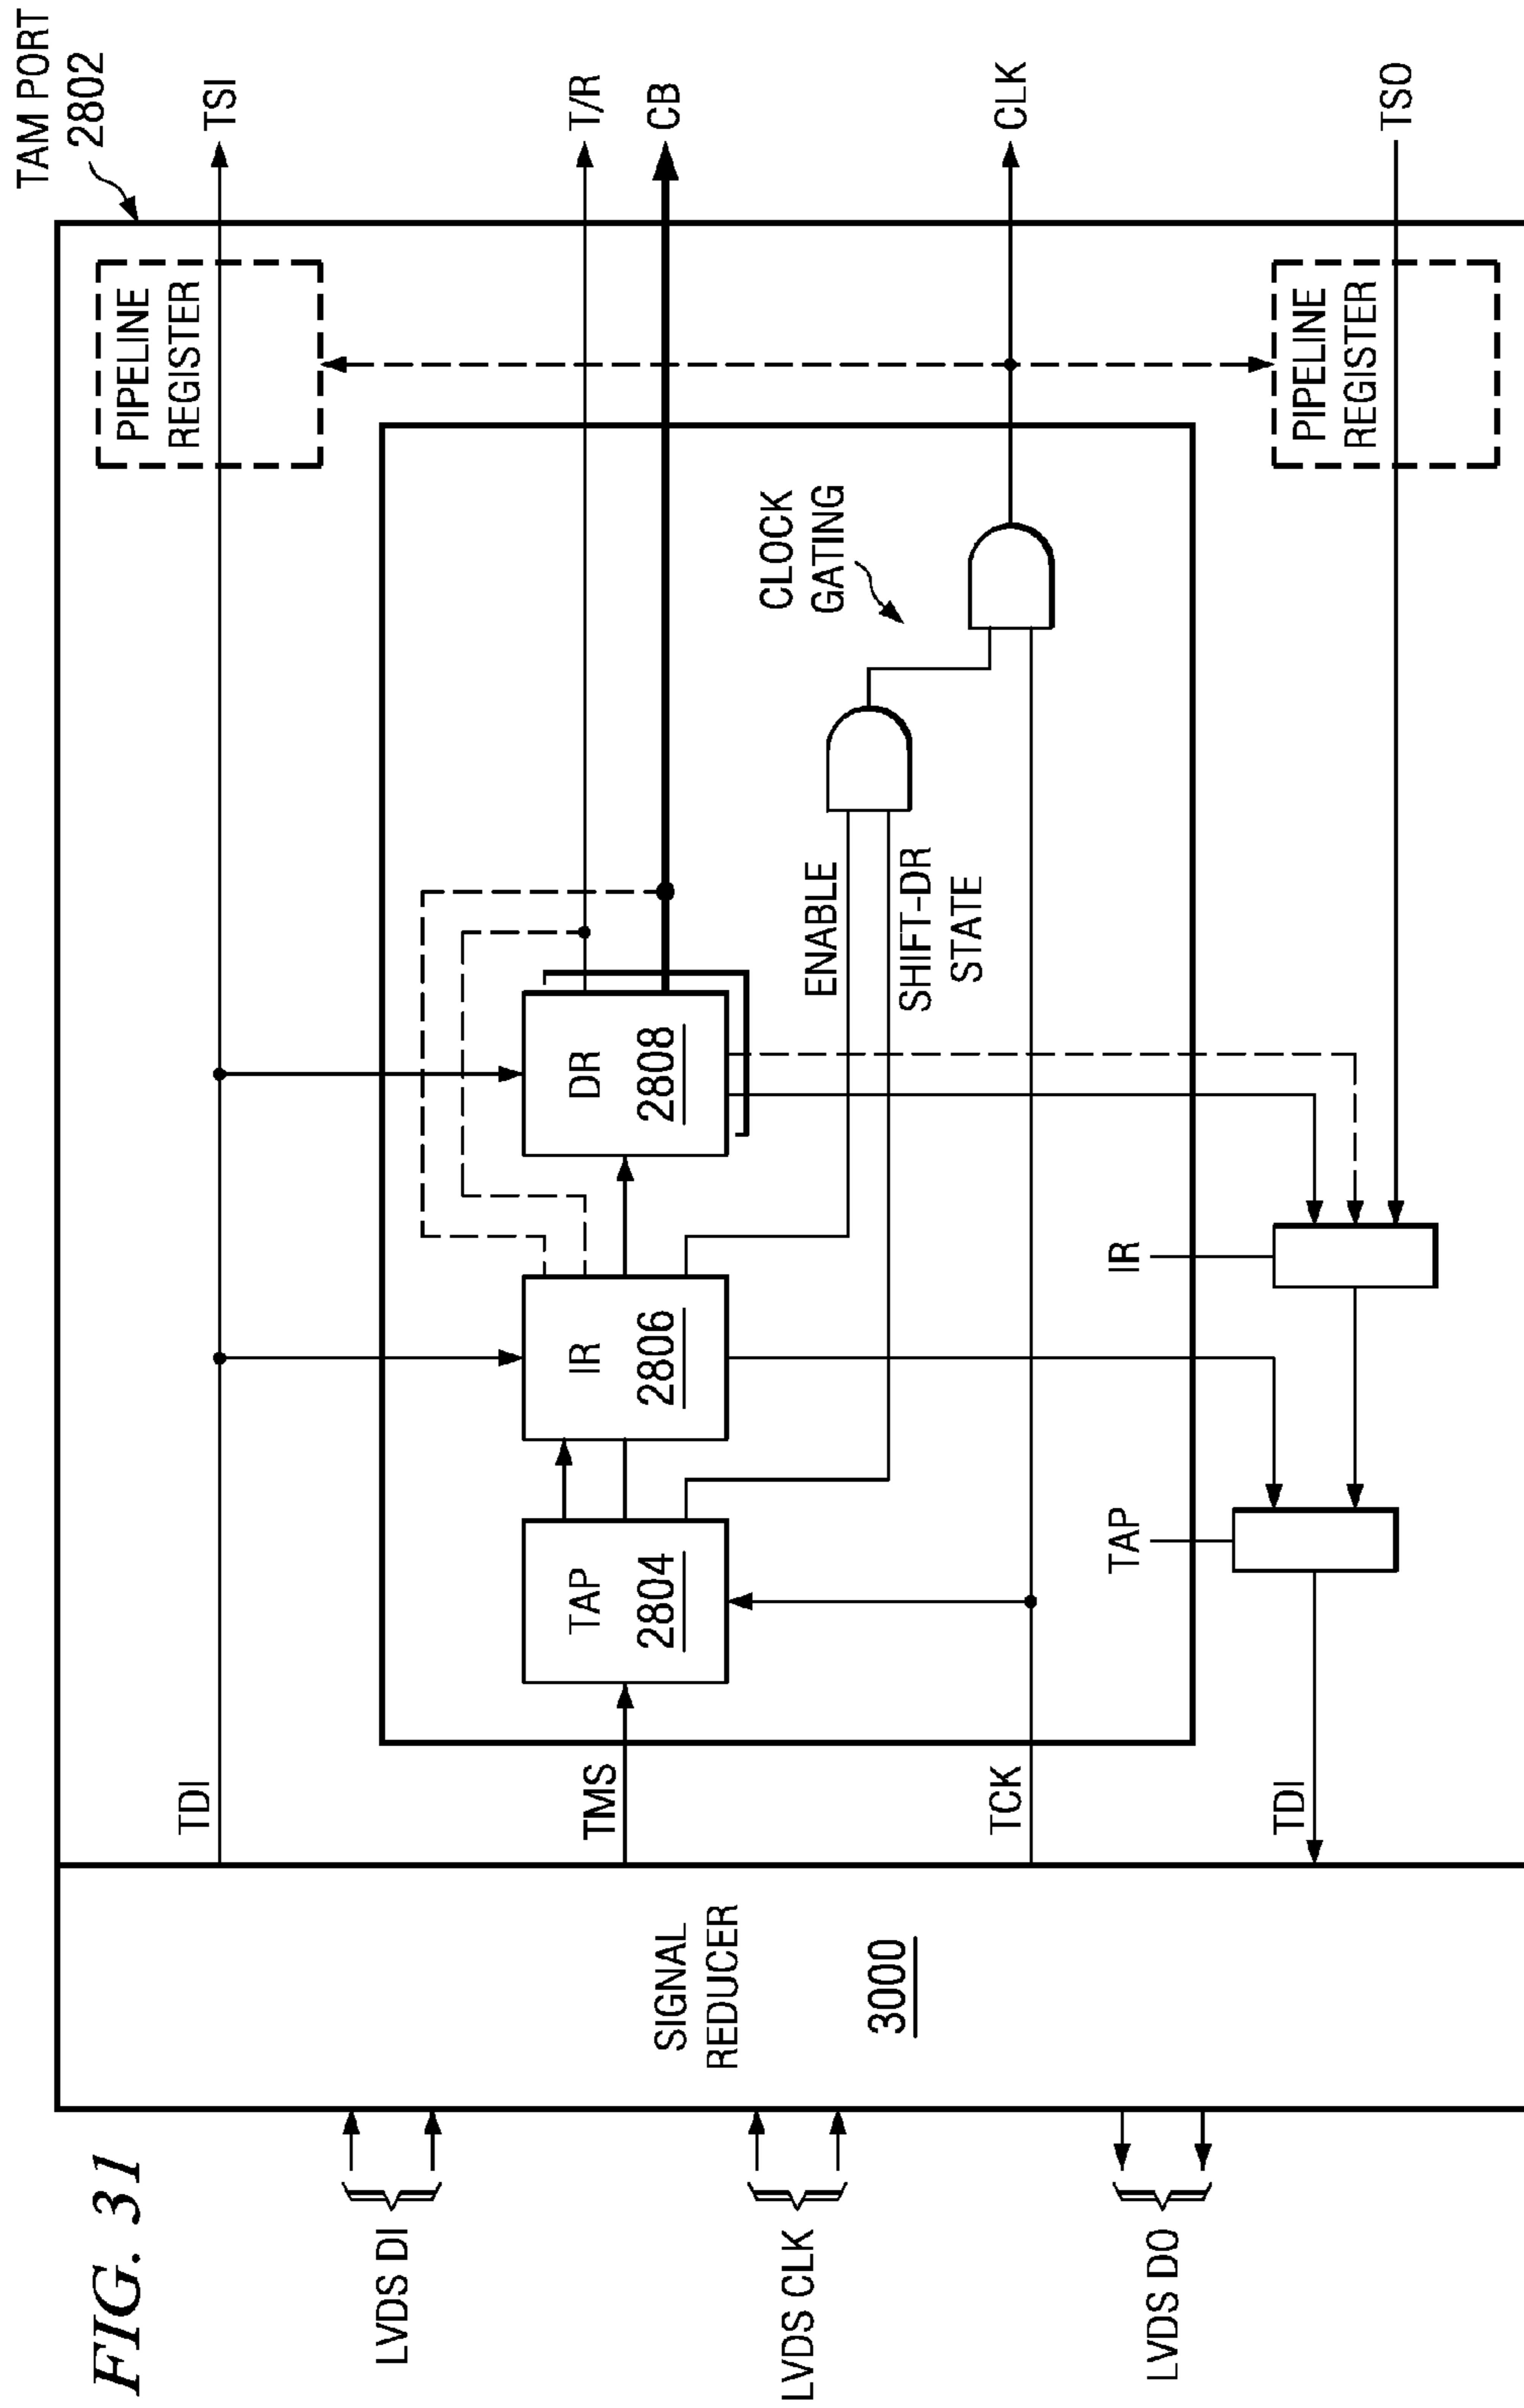 FIG. 31
TAM PORT
2802
TDI
TSI
PIPELINE
REGISTER
LVDS DI
T/R
CB
TMS
TAP
2804
IR
2806
DR
2808
SIGNAL
REDUCER
3000
LVDS CLK
CLOCK
GATING
ENABLE
SHIFT-DR
STATE
TCK
CLK
TAP
IR
LVDS DO
TDI
PIPELINE
REGISTER
TSO